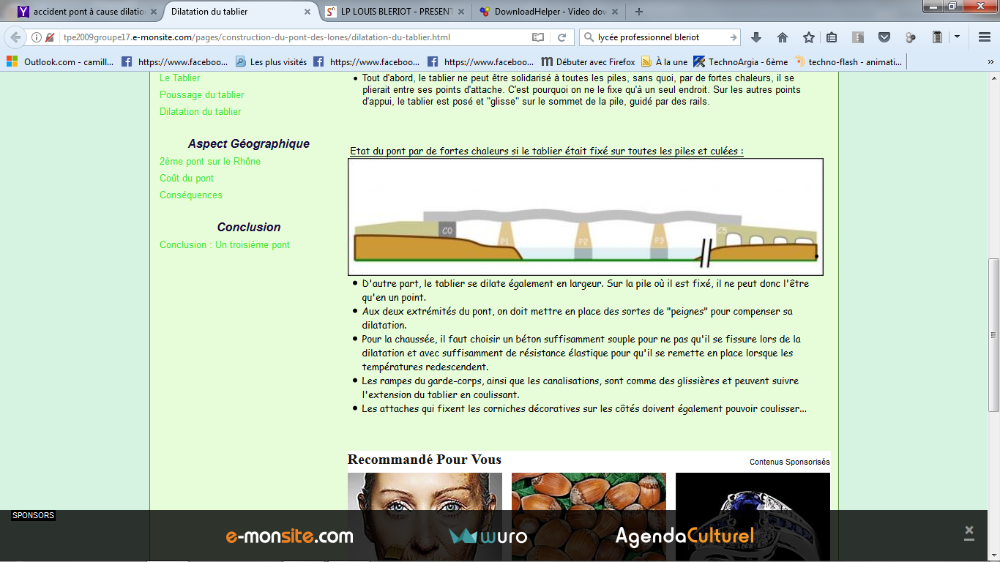 accident pont à cause dilatio
Dilatation du tablier
LP LOUIS BLERIOT - PRESENT
DownloadHelper - Video dow
tpe2009groupe17.e-monsite.com/pages/construction-du-pont-des-lones/dilatation-du-tablier.html
lycée professionnel bleriot
Outlook.com - camill...
https://www.faceboo...
Les plus visités
https://www.faceboo...
https://www.faceboo...
Débuter avec Firefox
À la une
TechnoArgia - 6ème
techno-flash - animati...
Le Tablier
Poussage du tablier
Dilatation du tablier
Aspect Géographique
2ème pont sur le Rhône
Coût du pont
Conséquences
Conclusion
Conclusion : Un troisième pont
Tout d'abord, le tablier ne peut être solidarisé à toutes les piles, sans quoi, par de fortes chaleurs, il se
plierait entre ses points d'attache. C'est pourquoi on ne le fixe qu'à un seul endroit. Sur les autres points
d'appui, le tablier est posé et "glisse" sur le sommet de la pile, guidé par des rails.
Etat du pont par de fortes chaleurs si le tablier était fixé sur toutes les piles et culées :
C0
P1
P2
P3
C5
D'autre part, le tablier se dilate également en largeur. Sur la pile où il est fixé, il ne peut donc l'être
qu'en un point.
Aux deux extrémités du pont, on doit mettre en place des sortes de "peignes" pour compenser sa
dilatation.
Pour la chaussée, il faut choisir un béton suffisamment souple pour ne pas qu'il se fissure lors de la
dilatation et avec suffisamment de résistance élastique pour qu'il se remette en place lorsque les
températures redescendent.
Les rampes du garde-corps, ainsi que les canalisations, sont comme des glissières et peuvent suivre
l'extension du tablier en coulissant.
Les attaches qui fixent les corniches décoratives sur les côtés doivent également pouvoir coulisser...
Recommandé Pour Vous
Contenus Sponsorisés
SPONSORS
e-monsite.com
wuro
AgendaCulturel